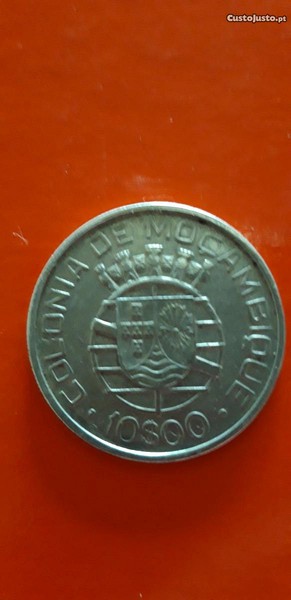 CustoJusto.pt
COLONIA DE MOÇAMBIQUE
10$00